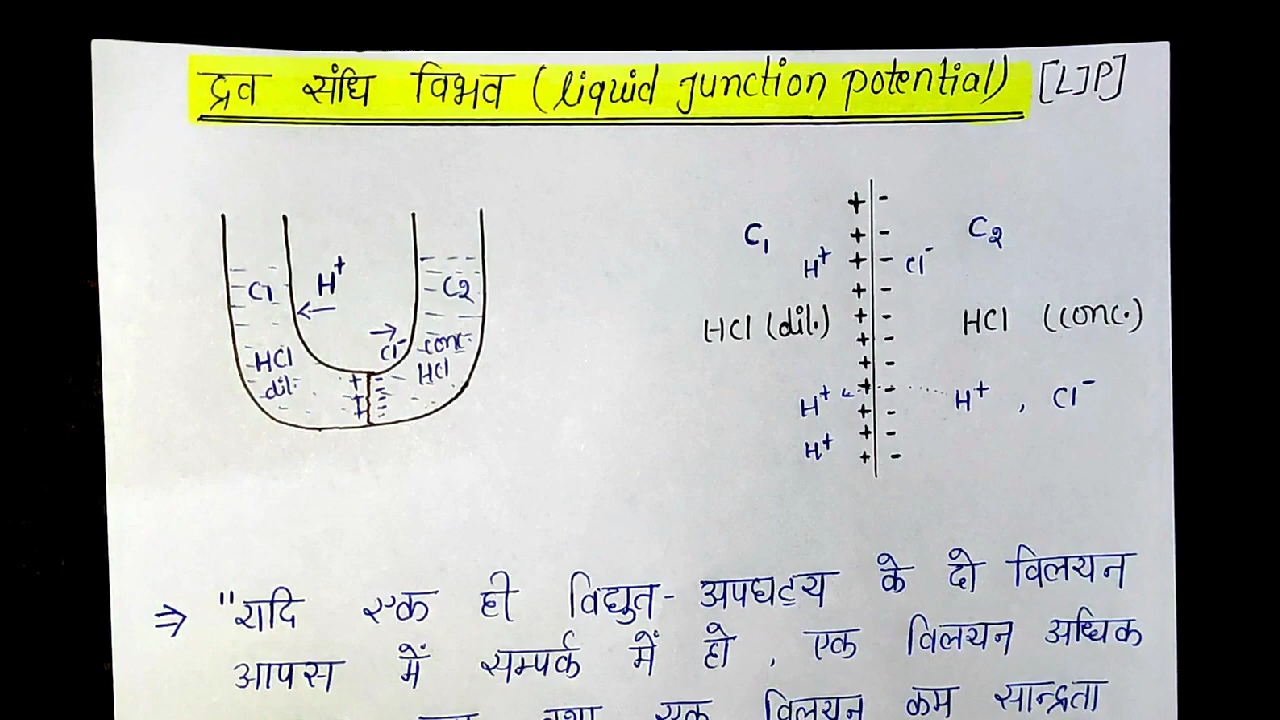 द्रव संधि विभव (liquid junction potential) [LJP]
C1 H⁺ C2
← → Cl⁻
HCl dil. conc. HCl
+ -
+ -
+ -
C₁ C₂
H⁺ Cl⁻
HCl (dil.) HCl (conc.)
H⁺ H⁺ , Cl⁻
H⁺
⇒ "यदि एक ही विद्युत-अपघट्य के दो विलयन
आपस में सम्पर्क में हो , एक विलयन अधिक
तथा एक विलयन कम सान्द्रता